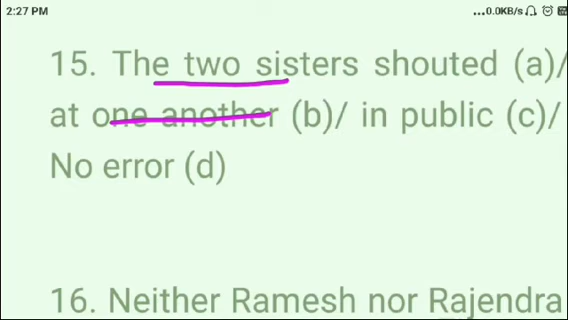 2:27 PM
...0.0KB/s
15. The two sisters shouted (a)/
at one another (b)/ in public (c)/
No error (d)
16. Neither Ramesh nor Rajendra